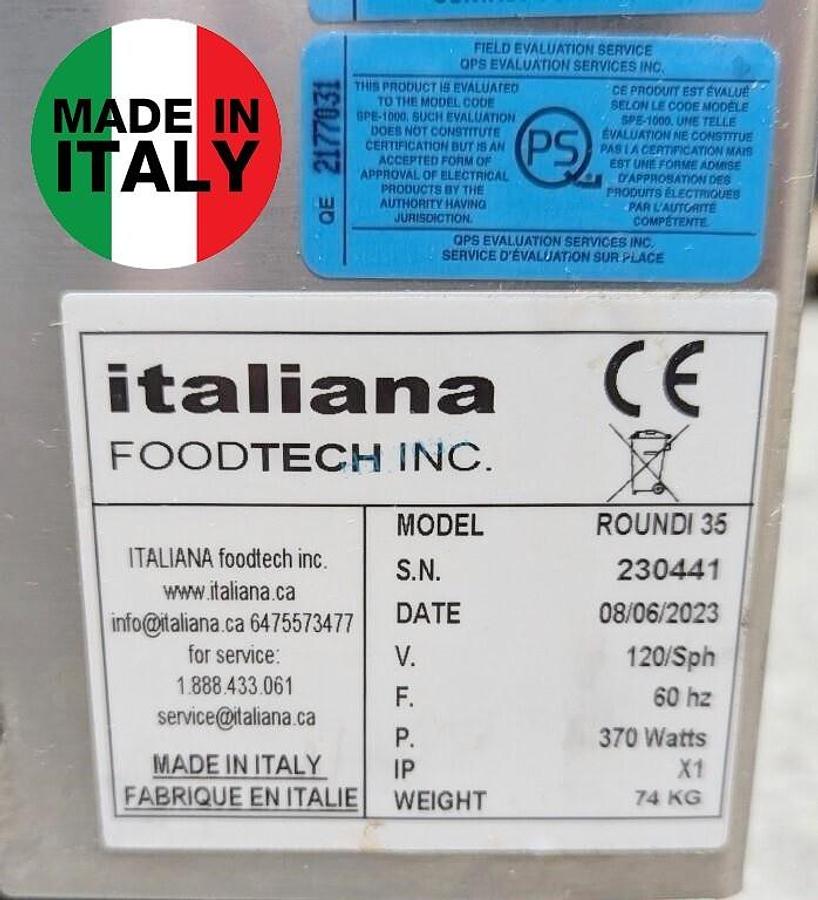 MADE IN
ITALY
FIELD EVALUATION SERVICE
QPS EVALUATION SERVICES INC.
QE 2177031
THIS PRODUCT IS EVALUATED
TO THE MODEL CODE
SPE-1000. SUCH EVALUATION
DOES NOT CONSTITUTE
CERTIFICATION BUT IS AN
ACCEPTED FORM OF
APPROVAL OF ELECTRICAL
PRODUCTS BY THE
AUTHORITY HAVING
JURISDICTION.
QPS
CE PRODUIT EST ÉVALUÉ
SELON LE CODE MODÈLE
SPE-1000. UNE TELLE
ÉVALUATION NE CONSTITUE
PAS LA CERTIFICATION MAIS
EST UNE FORME ADMISE
D'APPROBATION DES
PRODUITS ÉLECTRIQUES
PAR L'AUTORITÉ
COMPÉTENTE.
QPS EVALUATION SERVICES INC.
SERVICE D'ÉVALUATION SUR PLACE
italiana
FOODTECH INC.
CE
ITALIANA foodtech inc.
www.italiana.ca
info@italiana.ca 6475573477
for service:
1.888.433.061
service@italiana.ca
MADE IN ITALY
FABRIQUE EN ITALIE
MODEL ROUNDI 35
S.N. 230441
DATE 08/06/2023
V. 120/Sph
F. 60 hz
P. 370 Watts
IP X1
WEIGHT 74 KG